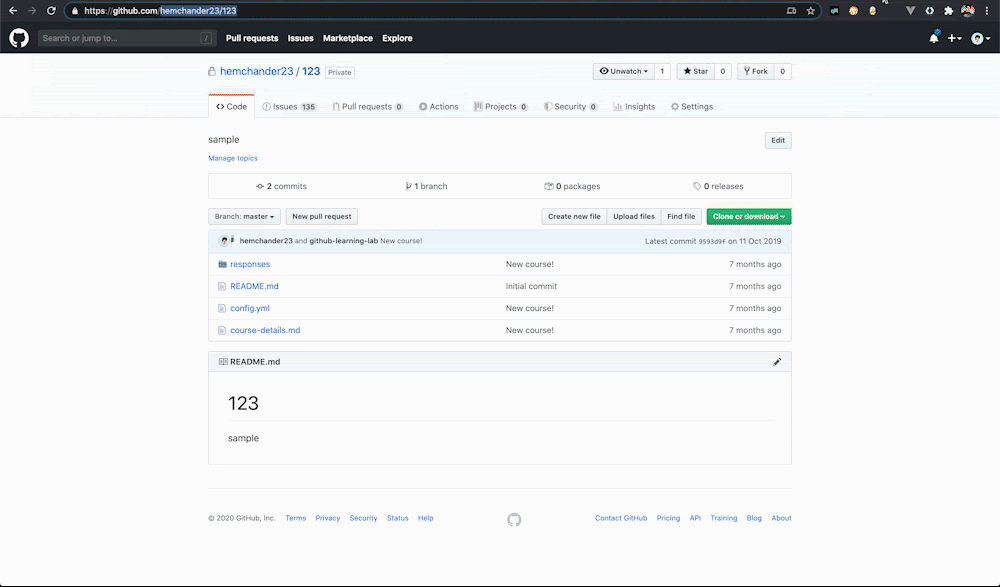 https://github.com/hemchander23/123
Search or jump to... /
Pull requests Issues Marketplace Explore
hemchander23 / 123 Private
Unwatch 1 Star 0 Fork 0
Code Issues 135 Pull requests 0 Actions Projects 0 Security 0 Insights Settings
sample
Edit
Manage topics
2 commits 1 branch 0 packages 0 releases
Branch: master New pull request Create new file Upload files Find file Clone or download
hemchander23 and github-learning-lab New course! Latest commit 9593d9f on 11 Oct 2019
responses New course! 7 months ago
README.md Initial commit 7 months ago
config.yml New course! 7 months ago
course-details.md New course! 7 months ago
README.md
123
sample
© 2020 GitHub, Inc. Terms Privacy Security Status Help Contact GitHub Pricing API Training Blog About